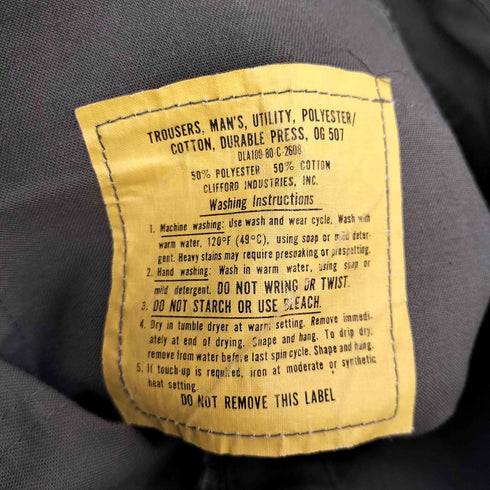 TROUSERS, MAN'S, UTILITY, POLYESTER/
COTTON, DURABLE PRESS, OG 507
DLA100-80-C-2608
50% POLYESTER 50% COTTON
CLIFFORD INDUSTRIES, INC.
Washing Instructions
1. Machine washing: Use wash and wear cycle. Wash with
warm water, 120°F (49°C), using soap or mild deter-
gent. Heavy stains may require presoaking or prespotting.
2. Hand washing: Wash in warm water, using soap or
mild detergent. DO NOT WRING OR TWIST.
3. DO NOT STARCH OR USE BLEACH.
4. Dry in tumble dryer at warm setting. Remove immedi-
ately at end of drying. Shape and hang. To drip dry,
remove from water before last spin cycle. Shape and hang.
5. If touch-up is required, iron at moderate or synthetic
heat setting.
DO NOT REMOVE THIS LABEL